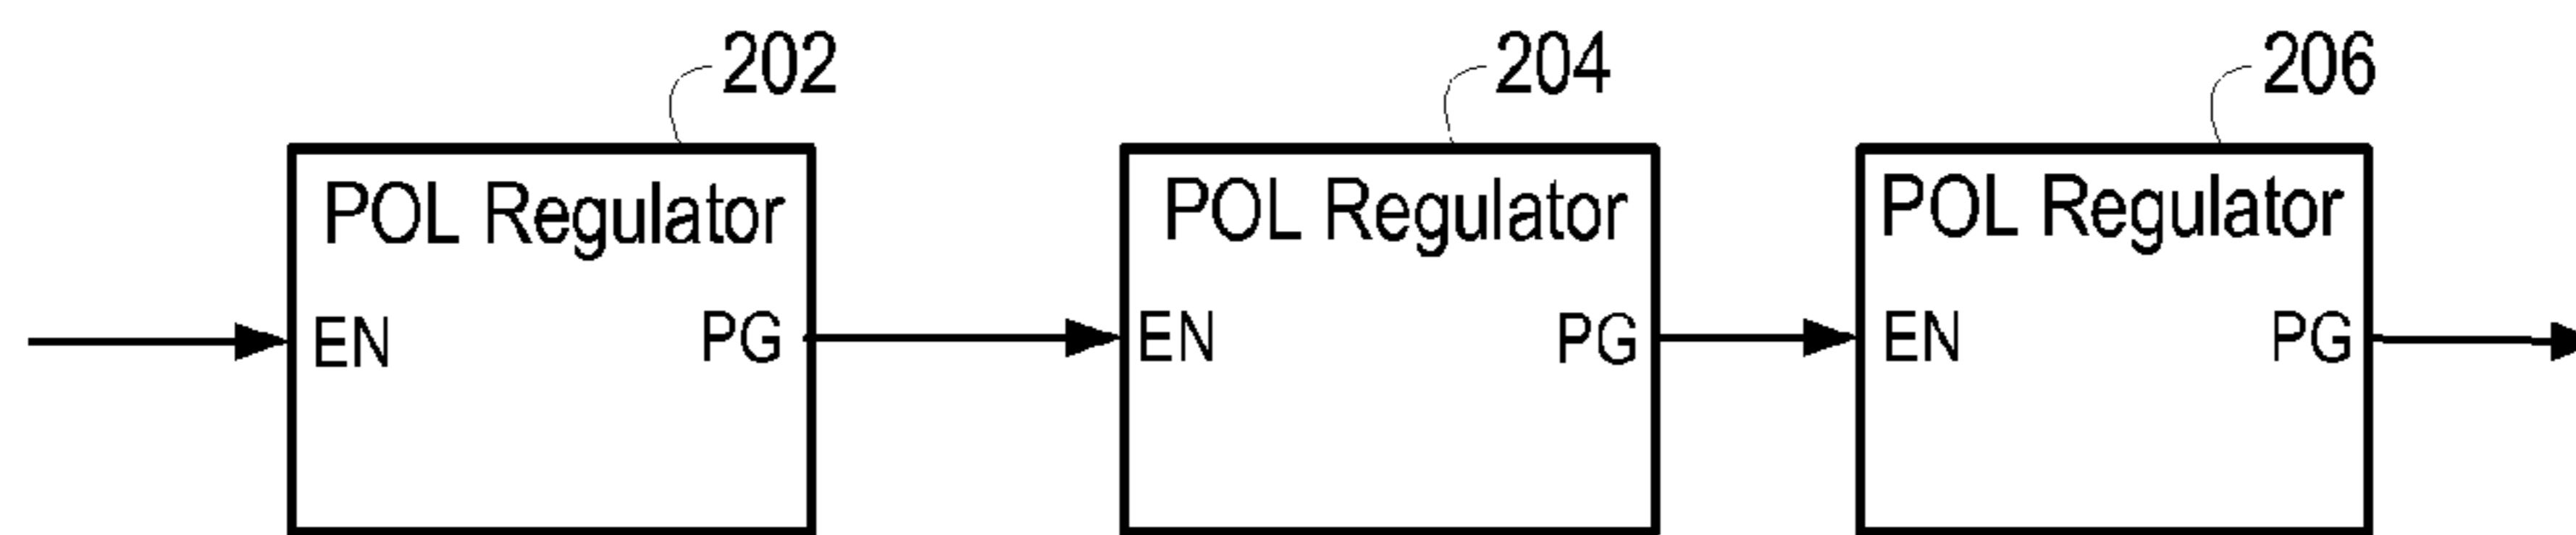 202 204 206
POL Regulator POL Regulator POL Regulator
EN PG EN PG EN PG